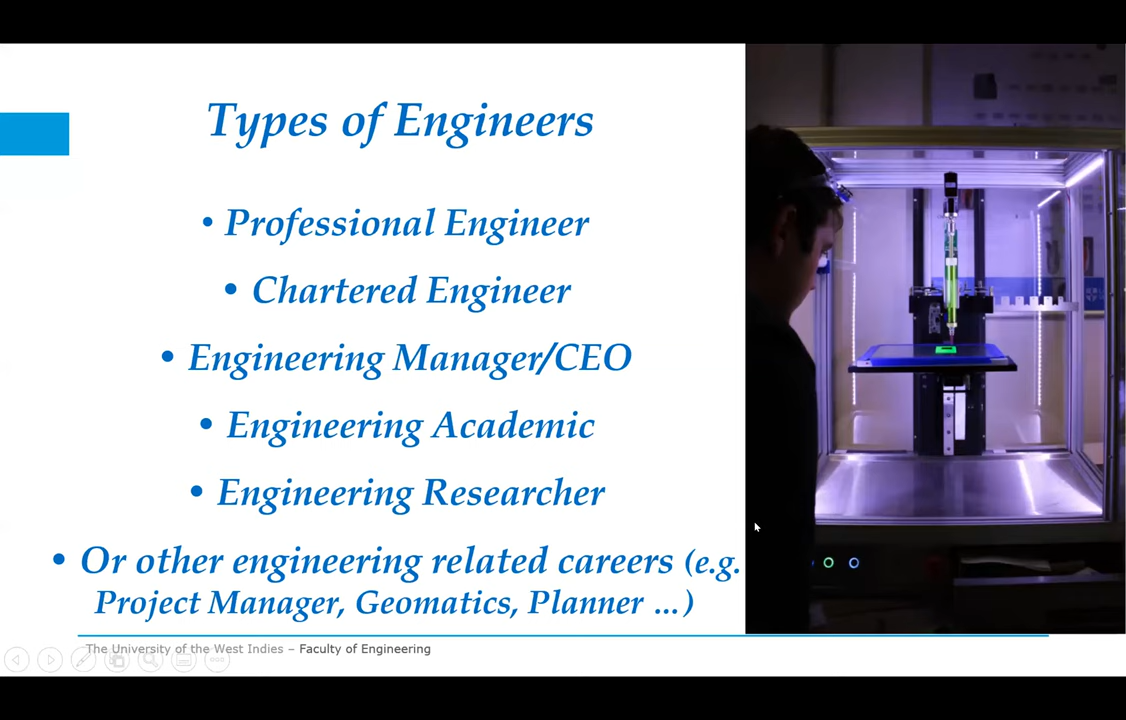 Types of Engineers
• Professional Engineer
• Chartered Engineer
• Engineering Manager/CEO
• Engineering Academic
• Engineering Researcher
• Or other engineering related careers (e.g.
Project Manager, Geomatics, Planner ...)
The University of the West Indies – Faculty of Engineering